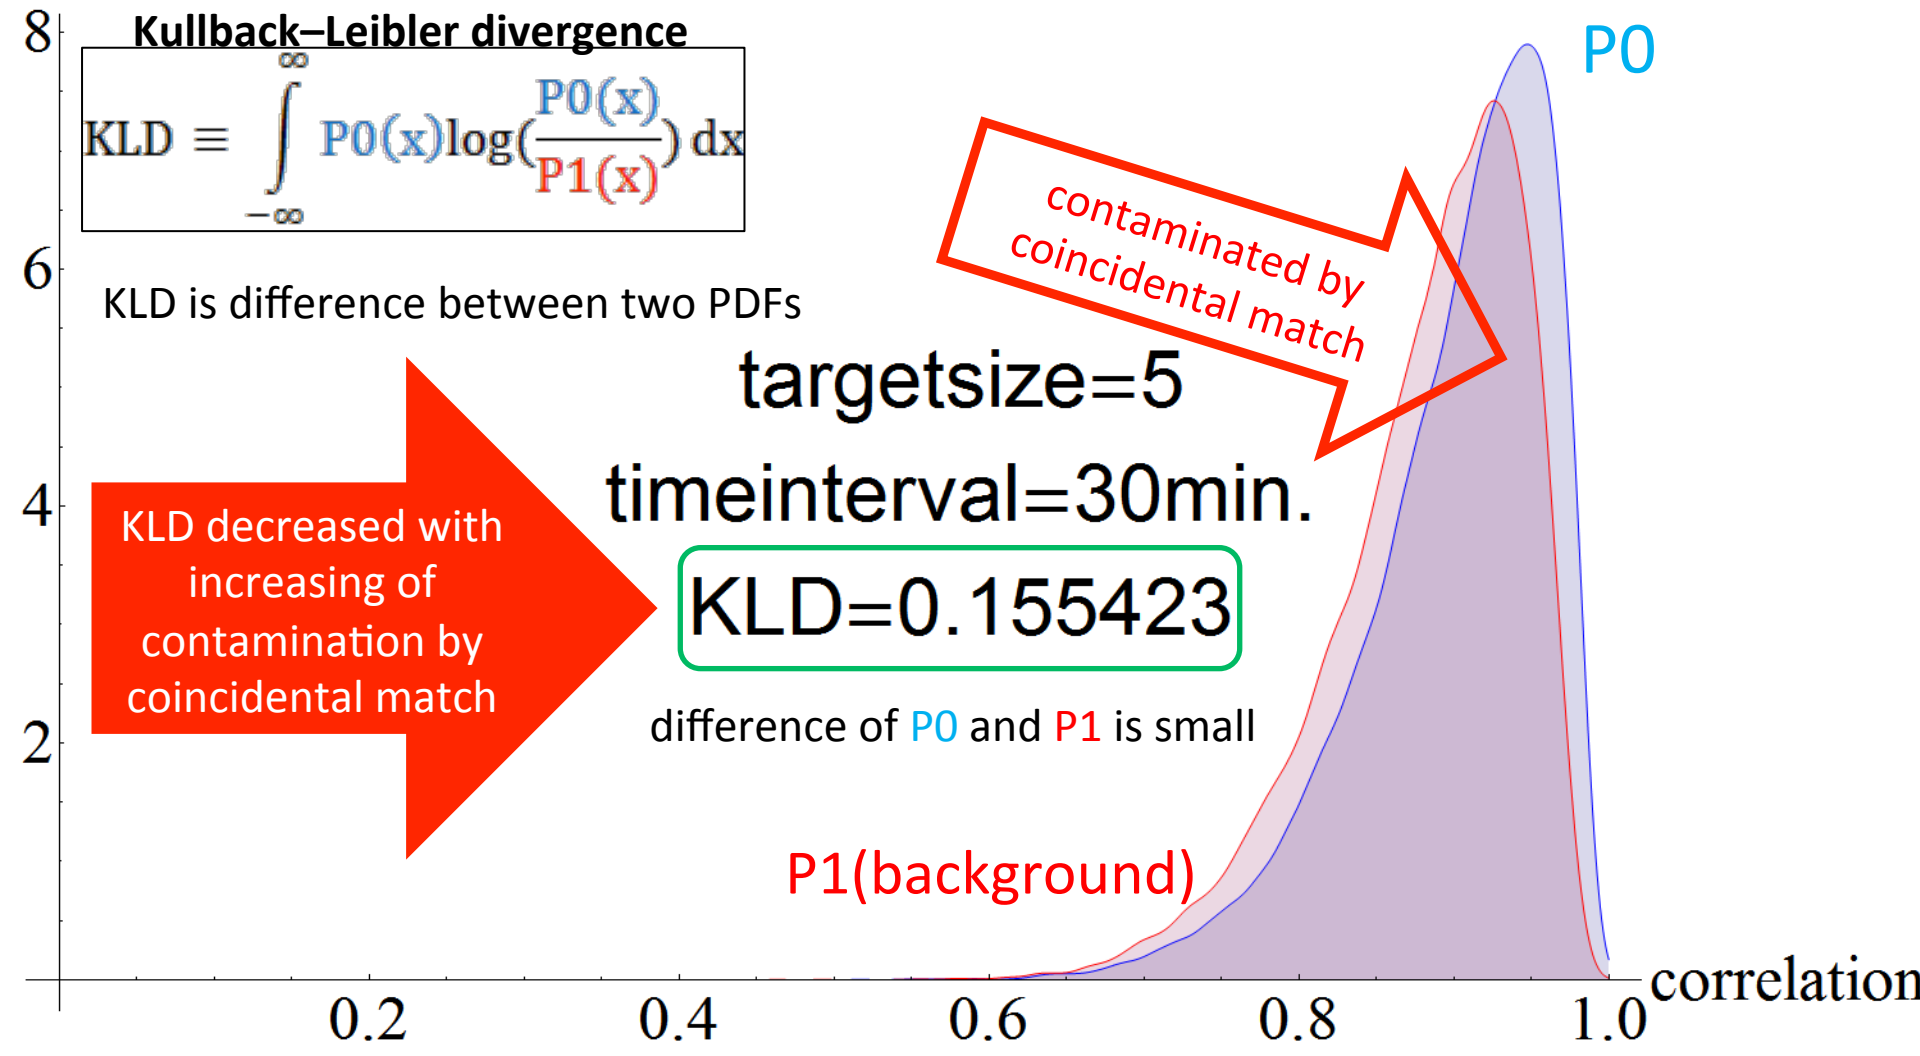 Kullback–Leibler divergence
KLD ≡ ∫_{−∞}^{∞} P0(x)log(P0(x)/P1(x)) dx
KLD is difference between two PDFs
P0
contaminated by
coincidental match
targetsize=5
timeinterval=30min.
KLD=0.155423
KLD decreased with
increasing of
contamination by
coincidental match
difference of P0 and P1 is small
P1(background)
8
6
4
2
0.2 0.4 0.6 0.8 1.0
correlation